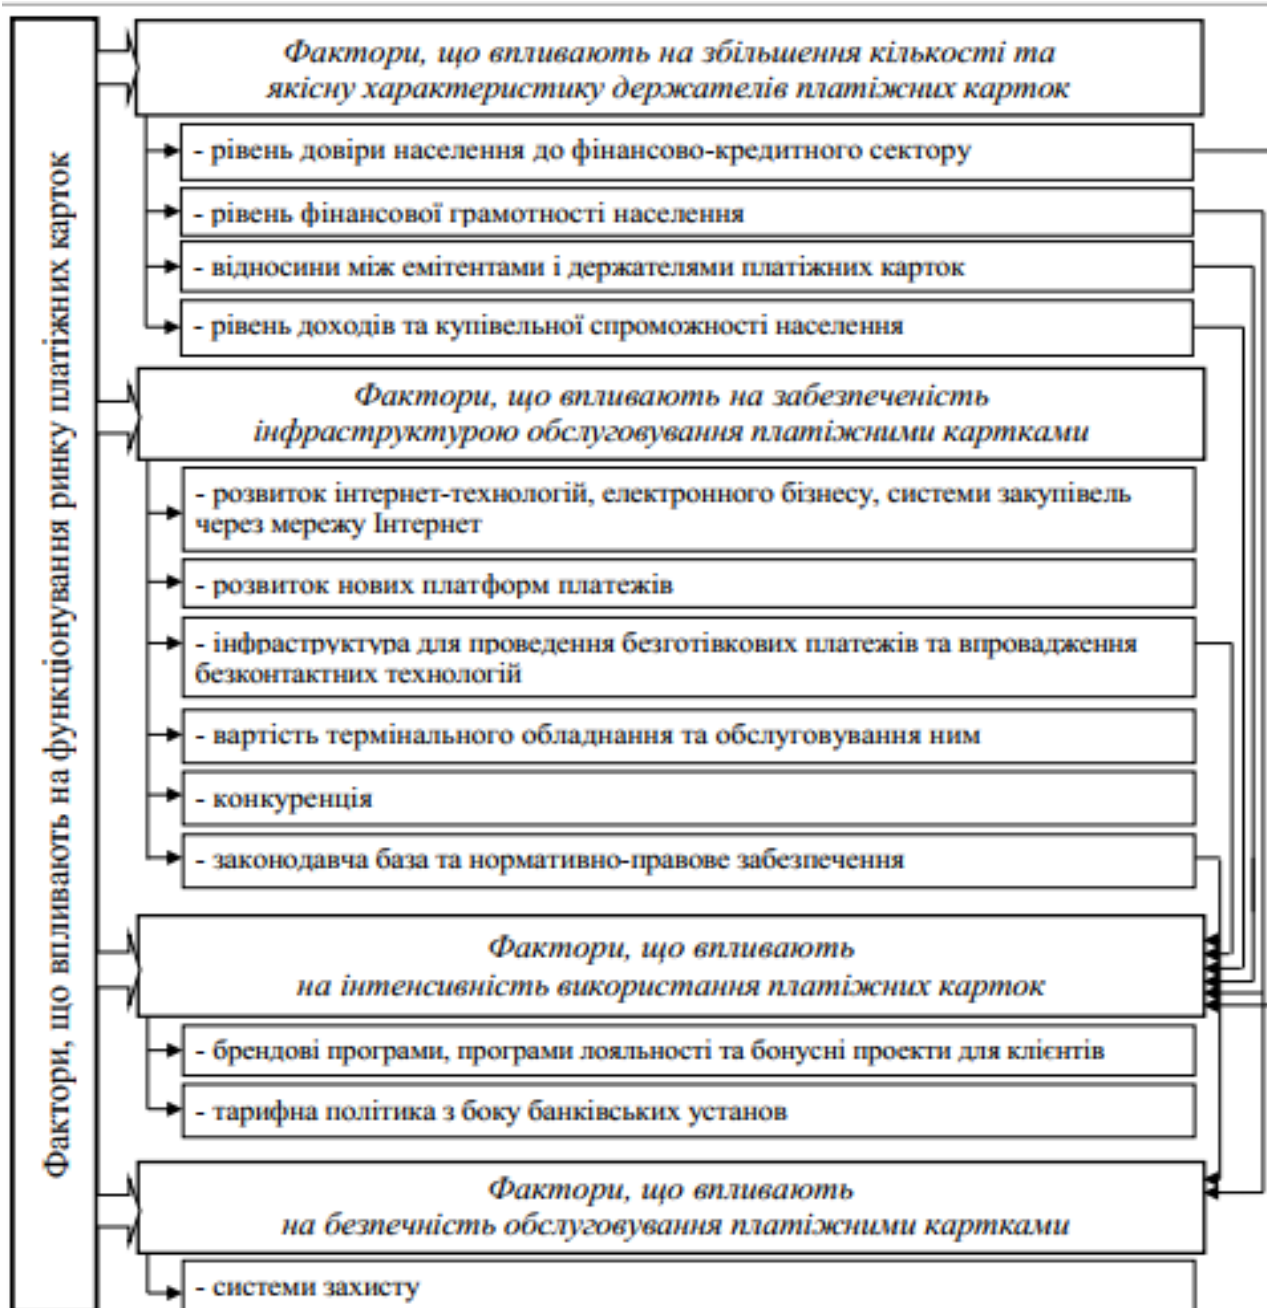 Фактори, що впливають на функціонування ринку платіжних карток
Фактори, що впливають на збільшення кількості та
якісну характеристику держателів платіжних карток
- рівень довіри населення до фінансово-кредитного сектору
- рівень фінансової грамотності населення
- відносини між емітентами і держателями платіжних карток
- рівень доходів та купівельної спроможності населення
Фактори, що впливають на забезпеченість
інфраструктурою обслуговування платіжними картками
- розвиток інтернет-технологій, електронного бізнесу, системи закупівель
через мережу Інтернет
- розвиток нових платформ платежів
- інфраструктура для проведення безготівкових платежів та впровадження
безконтактних технологій
- вартість термінального обладнання та обслуговування ним
- конкуренція
- законодавча база та нормативно-правове забезпечення
Фактори, що впливають
на інтенсивність використання платіжних карток
- брендові програми, програми лояльності та бонусні проекти для клієнтів
- тарифна політика з боку банківських установ
Фактори, що впливають
на безпечність обслуговування платіжними картками
- системи захисту